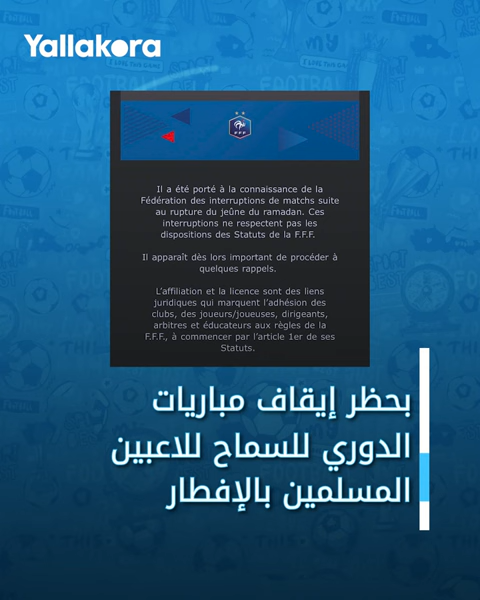 Yallakora
F.F.F.
Il a été porté à la connaissance de la
Fédération des interruptions de matchs suite
au rupture du jeûne du ramadan. Ces
interruptions ne respectent pas les
dispositions des Statuts de la F.F.F.
Il apparaît dès lors important de procéder à
quelques rappels.
L'affiliation et la licence sont des liens
juridiques qui marquent l'adhésion des
clubs, des joueurs/joueuses, dirigeants,
arbitres et éducateurs aux règles de la
F.F.F., à commencer par l'article 1er de ses
Statuts.
بحظر إيقاف مباريات
الدوري للسماح للاعبين
المسلمين بالإفطار